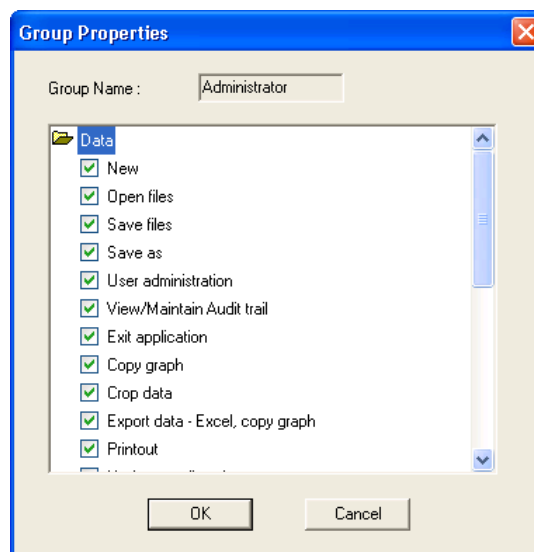 Group Properties
Group Name :
Administrator
Data
New
Open files
Save files
Save as
User administration
View/Maintain Audit trail
Exit application
Copy graph
Crop data
Export data - Excel, copy graph
Printout
OK
Cancel